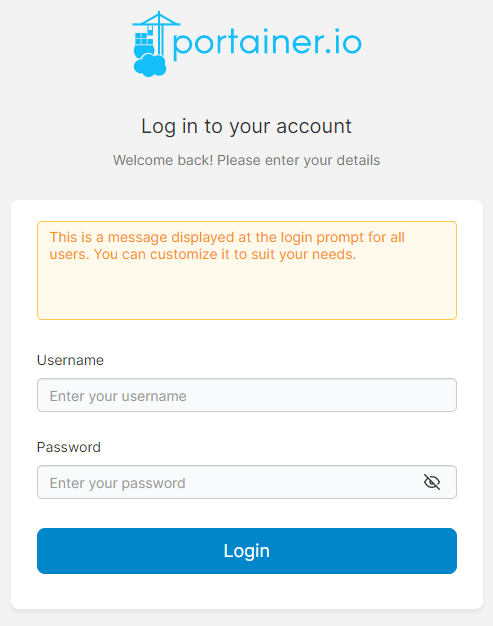 portainer.io
Log in to your account
Welcome back! Please enter your details
This is a message displayed at the login prompt for all
users. You can customize it to suit your needs.
Username
Enter your username
Password
Enter your password
Login